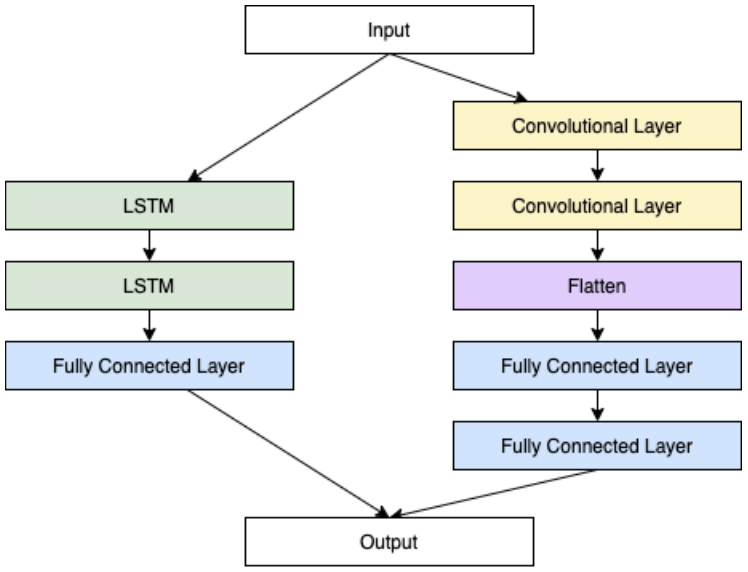 Input
Convolutional Layer
LSTM
Convolutional Layer
LSTM
Flatten
Fully Connected Layer
Fully Connected Layer
Fully Connected Layer
Output